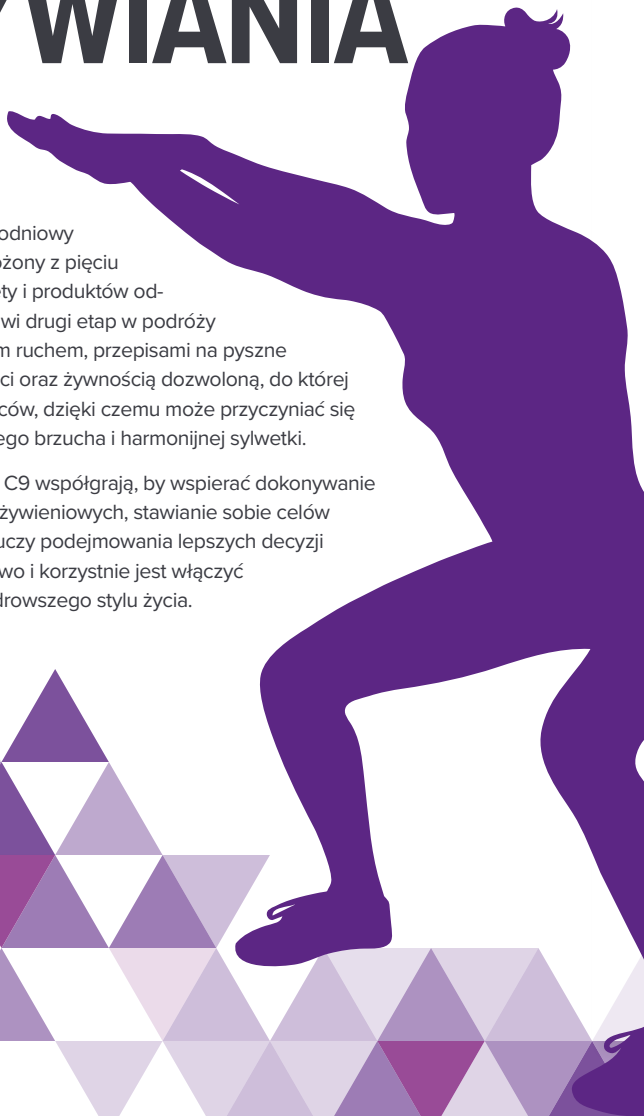 YWIANIA
odniowy
ożony z pięciu
ety i produktów od-
wi drugi etap w podróży
m ruchem, przepisami na pyszne
ci oraz żywnością dozwoloną, do której
ców, dzięki czemu może przyczyniać się
ego brzucha i harmonijnej sylwetki.
C9 współgrają, by wspierać dokonywanie
żywieniowych, stawianie sobie celów
uczy podejmowania lepszych decyzji
wo i korzystnie jest włączyć
drowszego stylu życia.